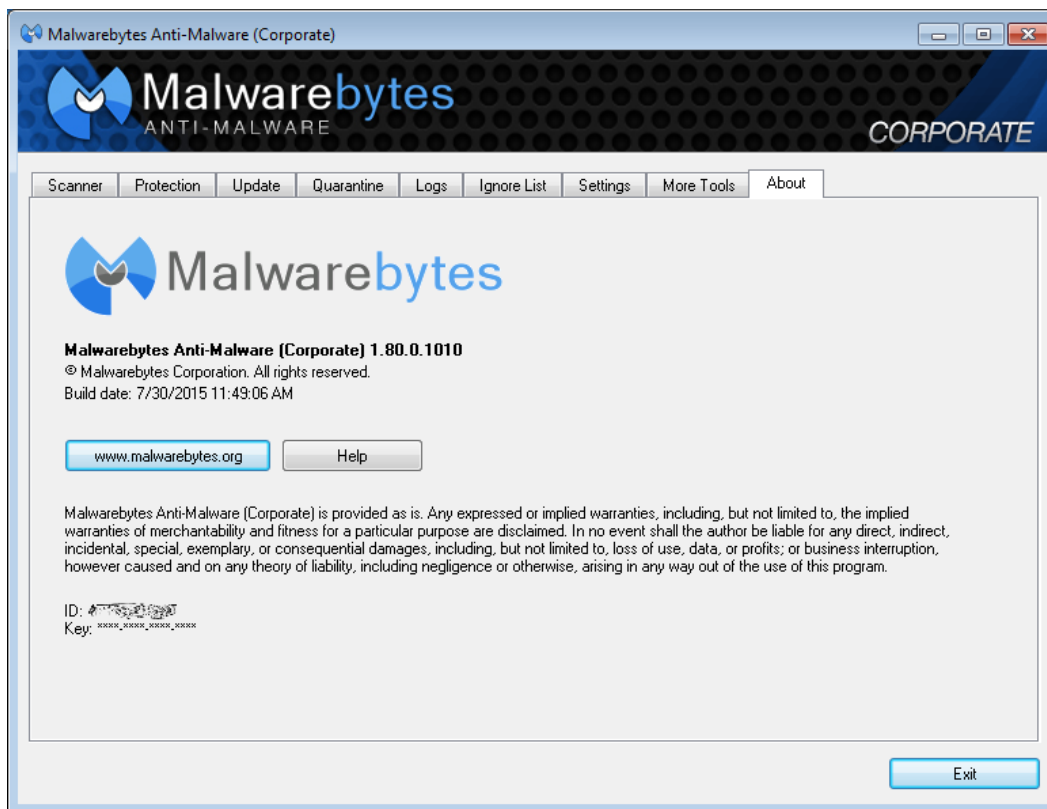 Malwarebytes Anti-Malware (Corporate)
Malwarebytes
ANTI-MALWARE
CORPORATE
Scanner Protection Update Quarantine Logs Ignore List Settings More Tools About
Malwarebytes
Malwarebytes Anti-Malware (Corporate) 1.80.0.1010
© Malwarebytes Corporation. All rights reserved.
Build date: 7/30/2015 11:49:06 AM
www.malwarebytes.org Help
Malwarebytes Anti-Malware (Corporate) is provided as is. Any expressed or implied warranties, including, but not limited to, the implied
warranties of merchantability and fitness for a particular purpose are disclaimed. In no event shall the author be liable for any direct, indirect,
incidental, special, exemplary, or consequential damages, including, but not limited to, loss of use, data, or profits; or business interruption,
however caused and on any theory of liability, including negligence or otherwise, arising in any way out of the use of this program.
ID:
Key: ****-****-****-****
Exit